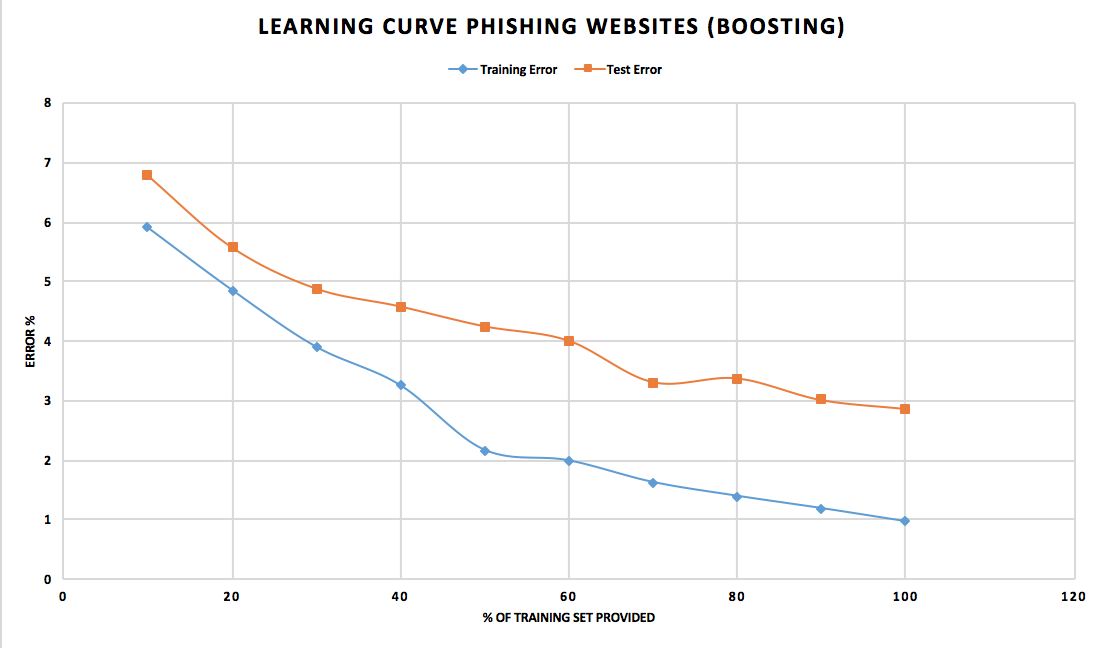 LEARNING CURVE PHISHING WEBSITES (BOOSTING)
Training Error Test Error
8
7
6
5
4
3
2
1
0
ERROR %
0 20 40 60 80 100 120
% OF TRAINING SET PROVIDED